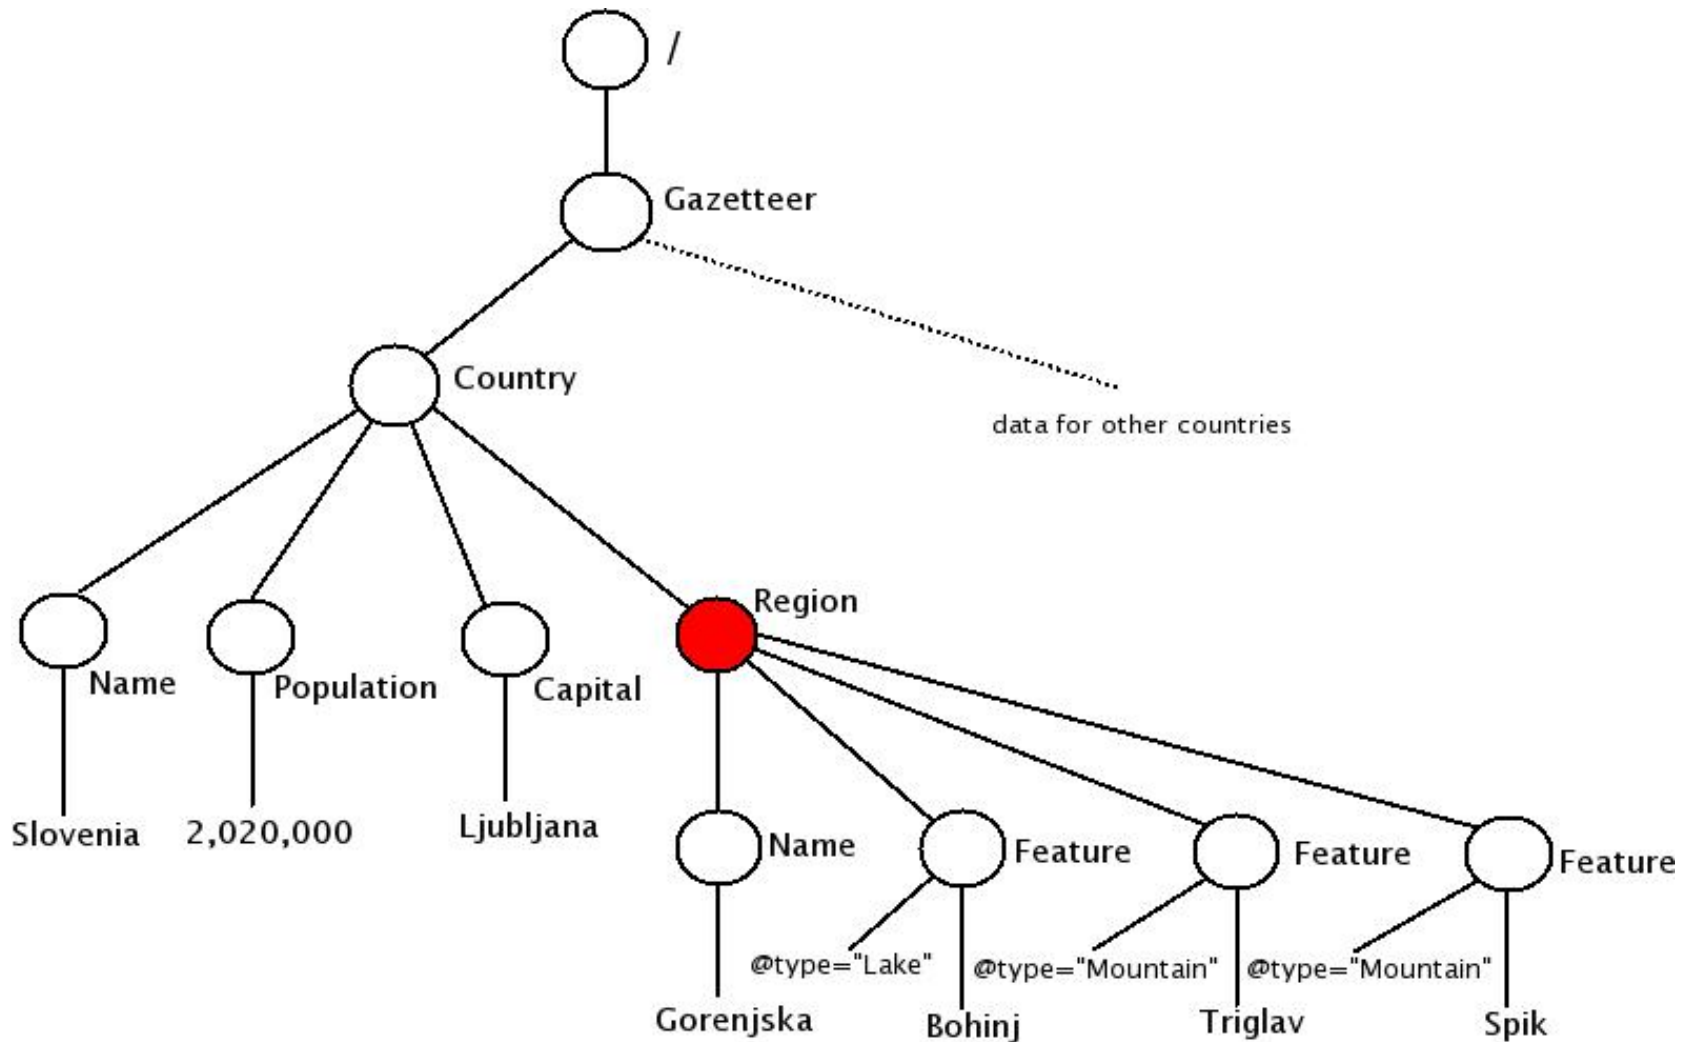 /
Gazetteer
Country
data for other countries
Region
Name
Population
Capital
Slovenia
2,020,000
Ljubljana
Name
Feature
Feature
Feature
@type="Lake"
@type="Mountain"
@type="Mountain"
Gorenjska
Bohinj
Triglav
Spik